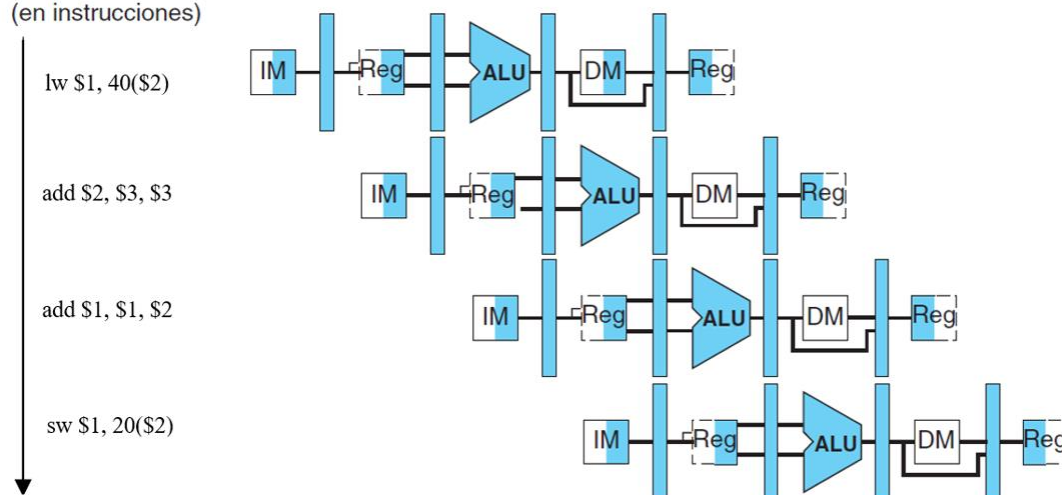 (en instrucciones)
lw $1, 40($2)
IM Reg ALU DM Reg
add $2, $3, $3
IM Reg ALU DM Reg
add $1, $1, $2
IM Reg ALU DM Reg
sw $1, 20($2)
IM Reg ALU DM Reg